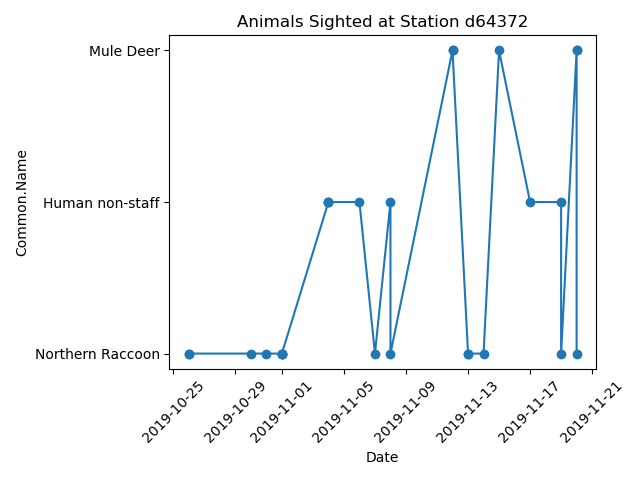 Animals Sighted at Station d64372
Mule Deer
Human non-staff
Northern Raccoon
Common.Name
2019-10-25
2019-10-29
2019-11-01
2019-11-05
2019-11-09
2019-11-13
2019-11-17
2019-11-21
Date